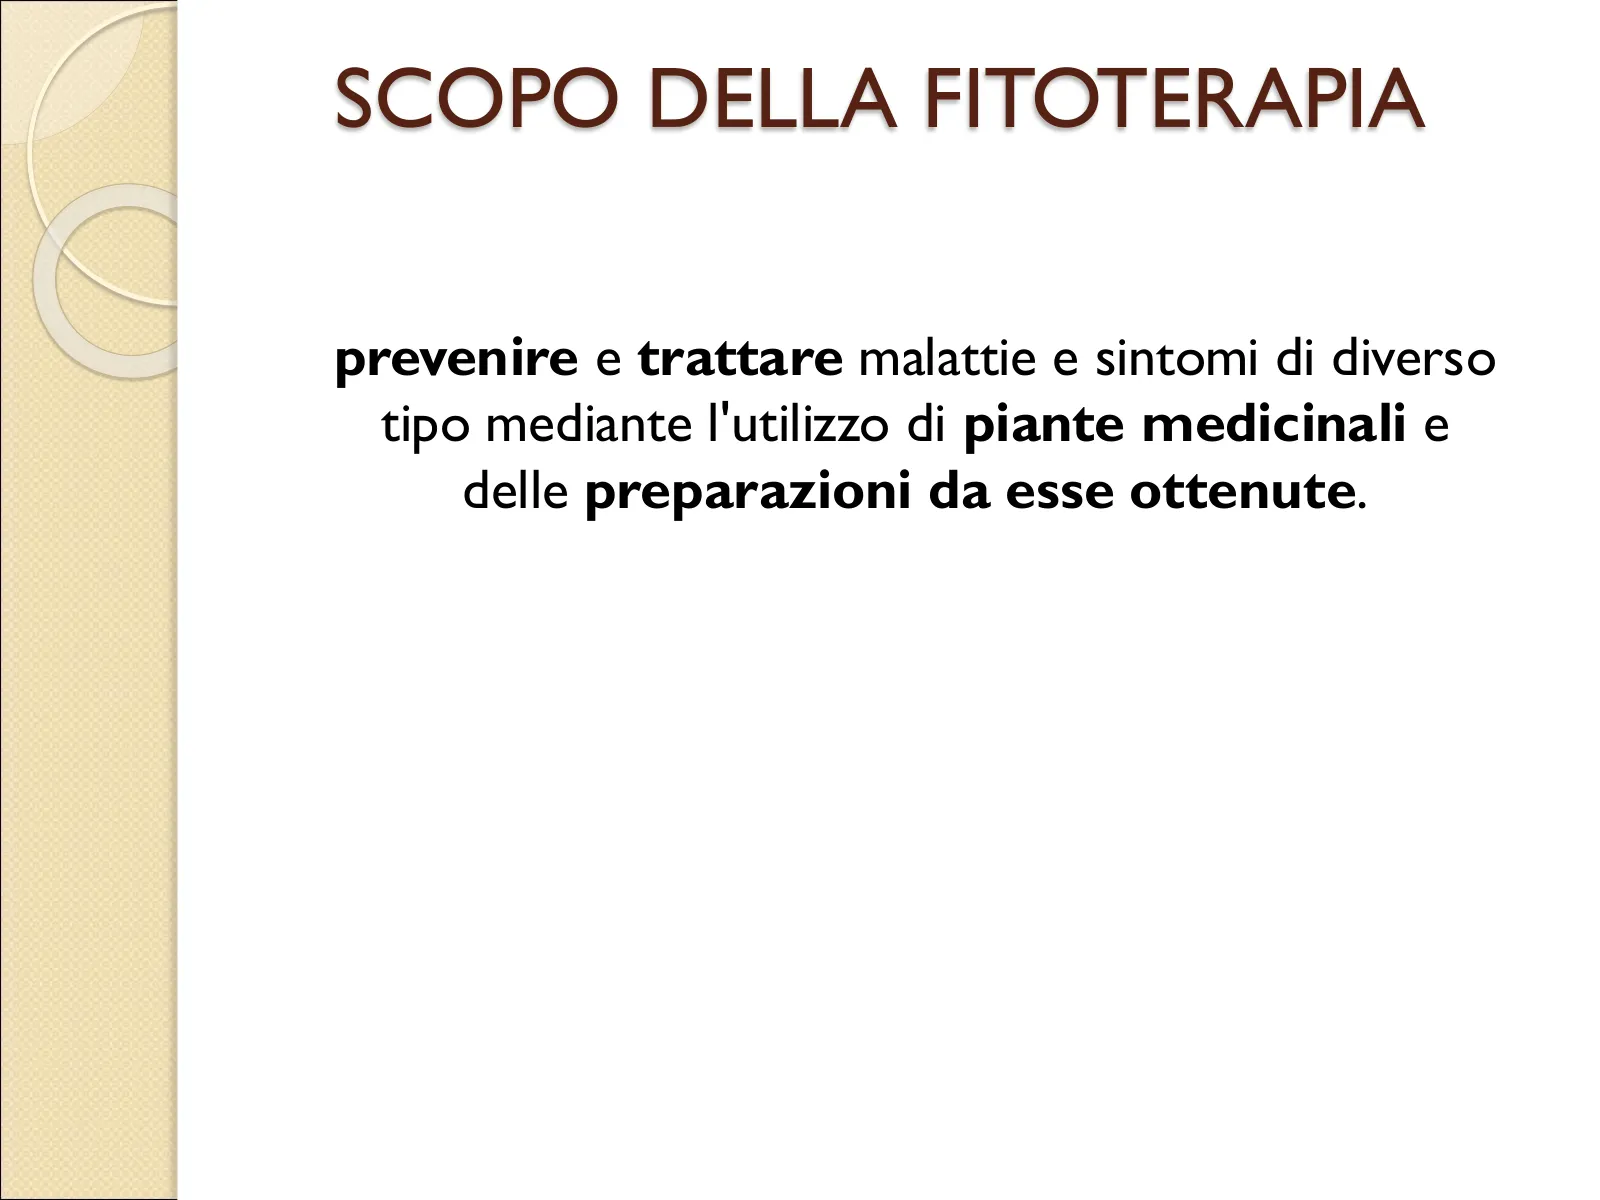 SCOPO DELLA FITOTERAPIA
prevenire e trattare malattie e sintomi di diverso
tipo mediante l'utilizzo di piante medicinali e
delle preparazioni da esse ottenute.